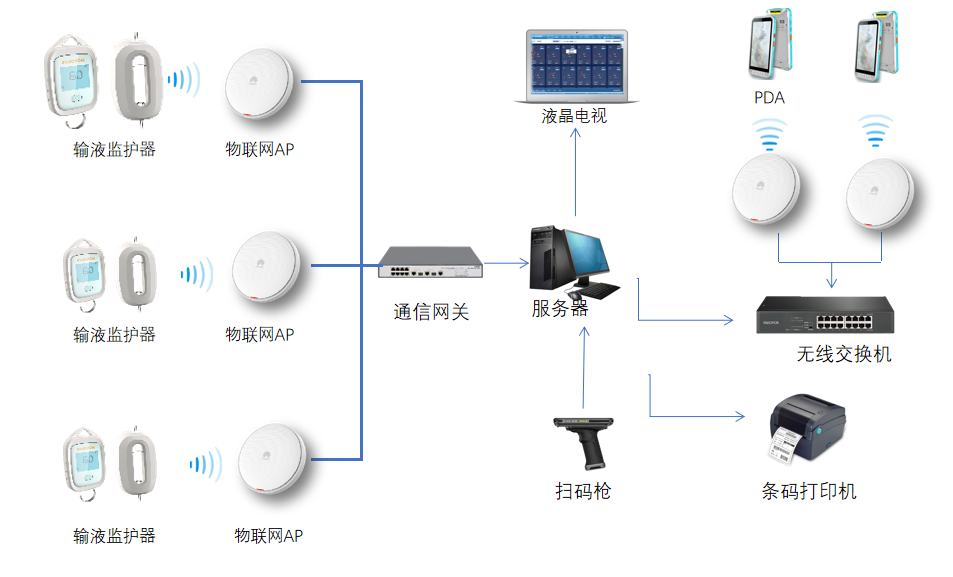 PDA
液晶电视
输液监护器
物联网AP
输液监护器
物联网AP
通信网关
服务器
无线交换机
扫码枪
条码打印机
输液监护器
物联网AP